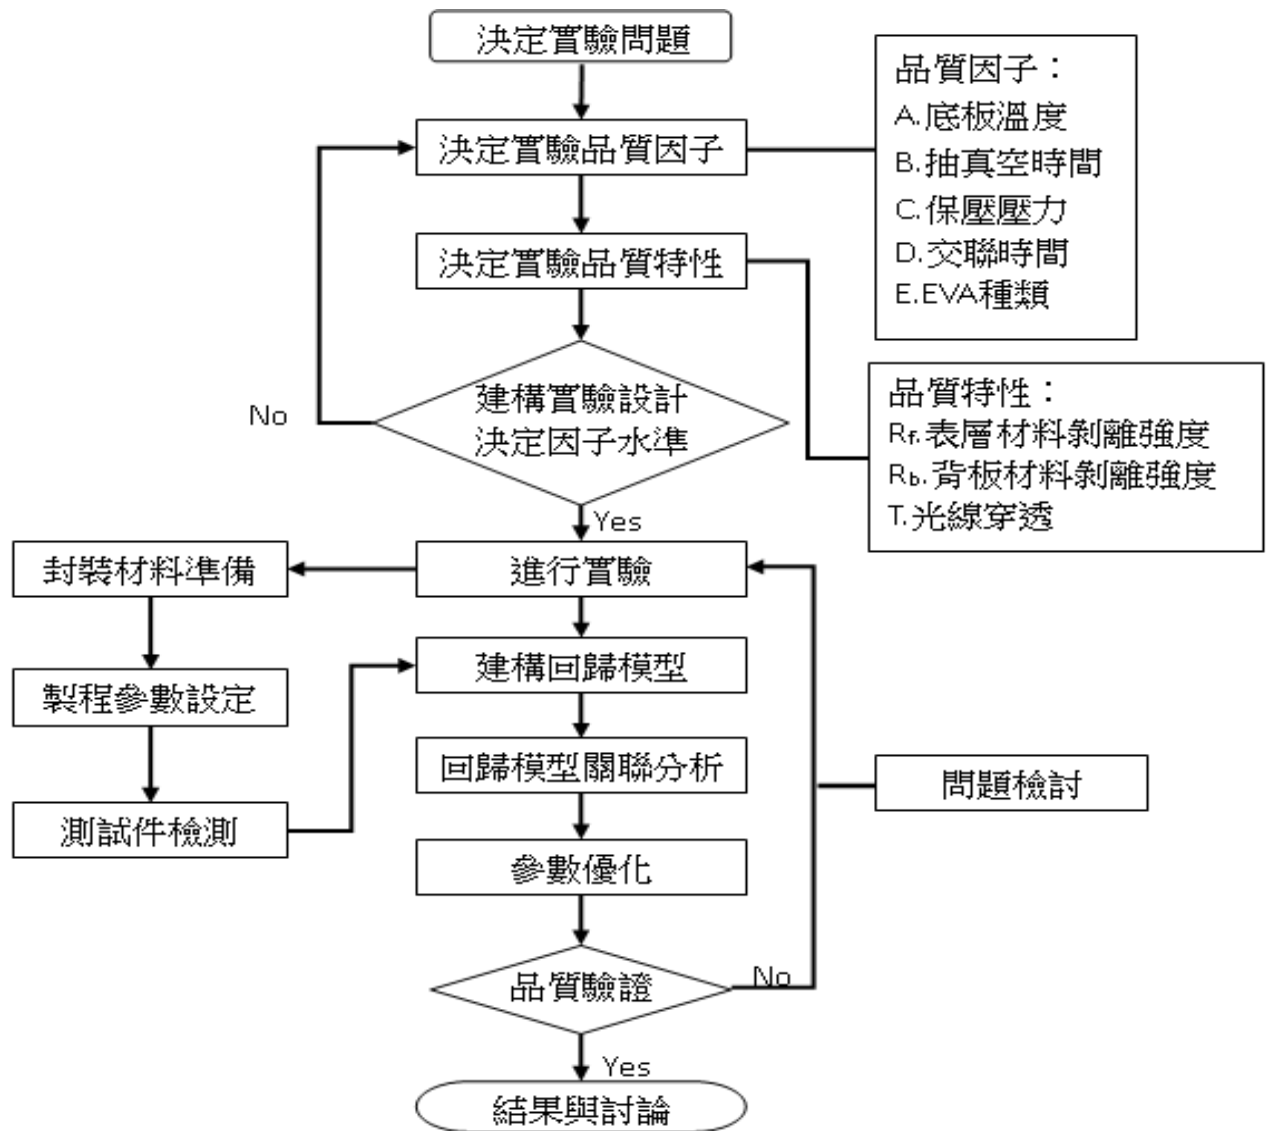 決定實驗問題
決定實驗品質因子
品質因子：
A.底板溫度
B.抽真空時間
C.保壓壓力
D.交聯時間
E.EVA種類
決定實驗品質特性
品質特性：
Rf.表層材料剝離強度
Rb.背板材料剝離強度
T.光線穿透
建構實驗設計
決定因子水準
No
Yes
進行實驗
封裝材料準備
製程參數設定
測試件檢測
建構回歸模型
回歸模型關聯分析
參數優化
問題檢討
品質驗證
No
Yes
結果與討論